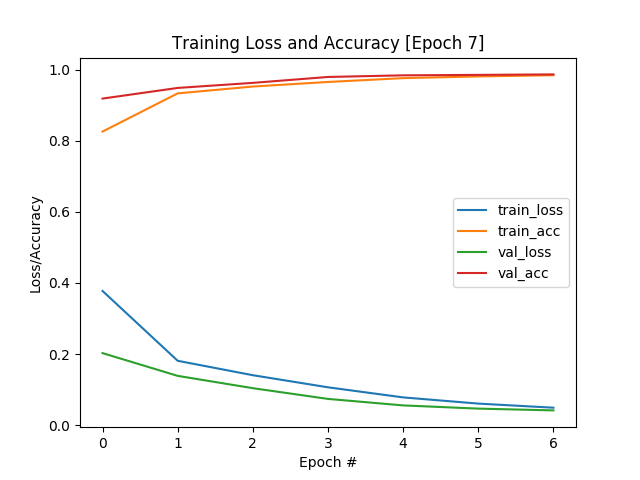 Training Loss and Accuracy [Epoch 7]
1.0
0.8
0.6
0.4
0.2
0.0
Loss/Accuracy
train_loss
train_acc
val_loss
val_acc
0 1 2 3 4 5 6
Epoch #